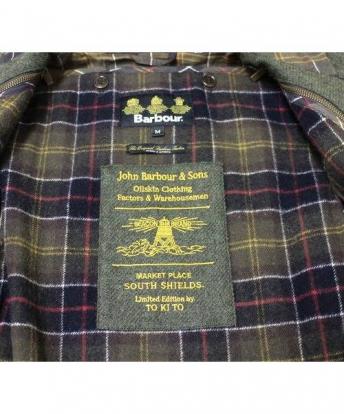 Barbour.
M
John Barbour & Sons
Oilskin Clothing
Factors & Warehousemen
BEACON BRAND
MARKET PLACE
SOUTH SHIELDS.
Limited Edition by
TO KI TO